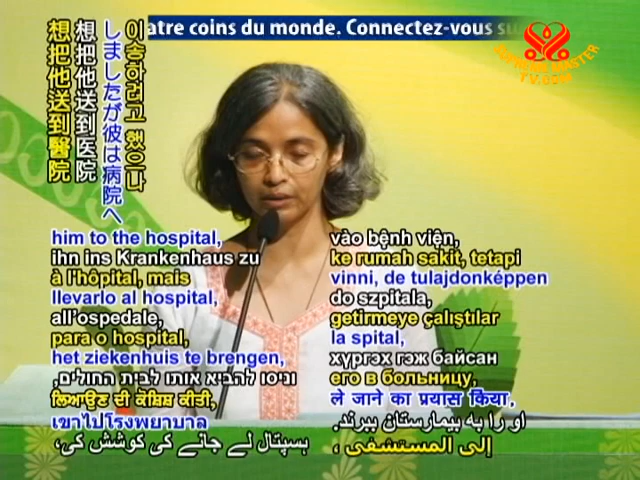 atre coins du monde. Connectez-vous su
SUPREME MASTER
TV.COM
이송하려고 했으나
しましたが彼は病院へ
想把他送到医院
想把他送到醫院
him to the hospital,
ihn ins Krankenhaus zu
à l'hôpital, mais
llevarlo al hospital,
all'ospedale,
para o hospital,
het ziekenhuis te brengen,
וניסו להביא אותו לבית החולים,
ਲਿਆਉਣ ਦੀ ਕੋਸ਼ਿਸ਼ ਕੀਤੀ,
เขาไปโรงพยาบาล
ہسپتال لے جانے کی کوشش کی،
vào bệnh viện,
ke rumah sakit, tetapi
vinni, de tulajdonképpen
do szpitala,
getirmeye çalıştılar
la spital,
хүргэх гэж байсан
его в больницу,
ले जाने का प्रयास किया,
او را به بیمارستان ببرند.
إلى المستشفى ،